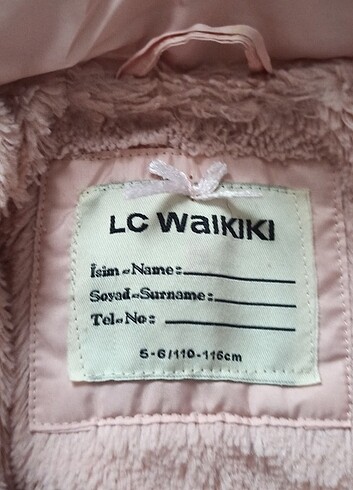 LC WaIKIKI
İsim-Name:
Soyad-Surname:
Tel-No:
5-6/110-116cm